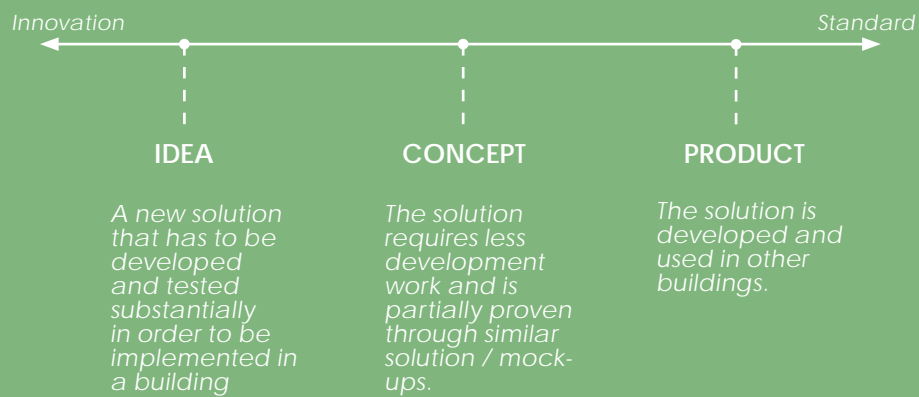 Innovation
Standard
IDEA
A new solution
that has to be
developed
and tested
substantially
in order to be
implemented in
a building
CONCEPT
The solution
requires less
development
work and is
partially proven
through similar
solution / mock-
ups.
PRODUCT
The solution is
developed and
used in other
buildings.